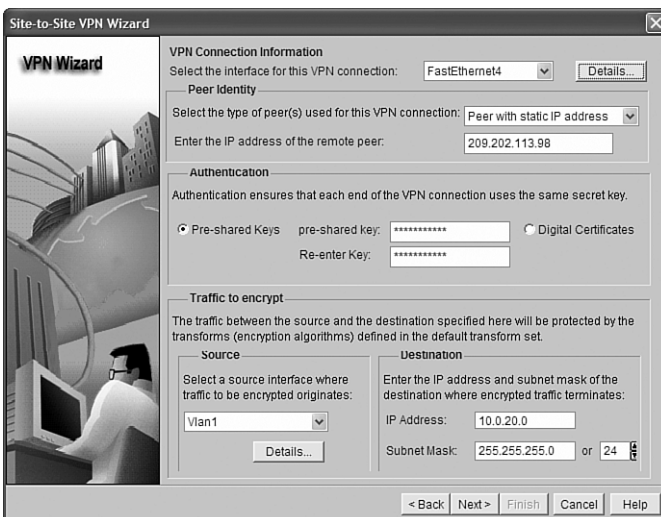 Site-to-Site VPN Wizard
VPN Wizard
VPN Connection Information
Select the interface for this VPN connection: FastEthernet4 Details...
Peer Identity
Select the type of peer(s) used for this VPN connection: Peer with static IP address
Enter the IP address of the remote peer: 209.202.113.98
Authentication
Authentication ensures that each end of the VPN connection uses the same secret key.
Pre-shared Keys pre-shared key: *********** Digital Certificates
Re-enter Key: ***********
Traffic to encrypt
The traffic between the source and the destination specified here will be protected by the
transforms (encryption algorithms) defined in the default transform set.
Source
Select a source interface where
traffic to be encrypted originates:
Vlan1
Details...
Destination
Enter the IP address and subnet mask of the
destination where encrypted traffic terminates:
IP Address: 10.0.20.0
Subnet Mask: 255.255.255.0 or 24
< Back Next > Finish Cancel Help